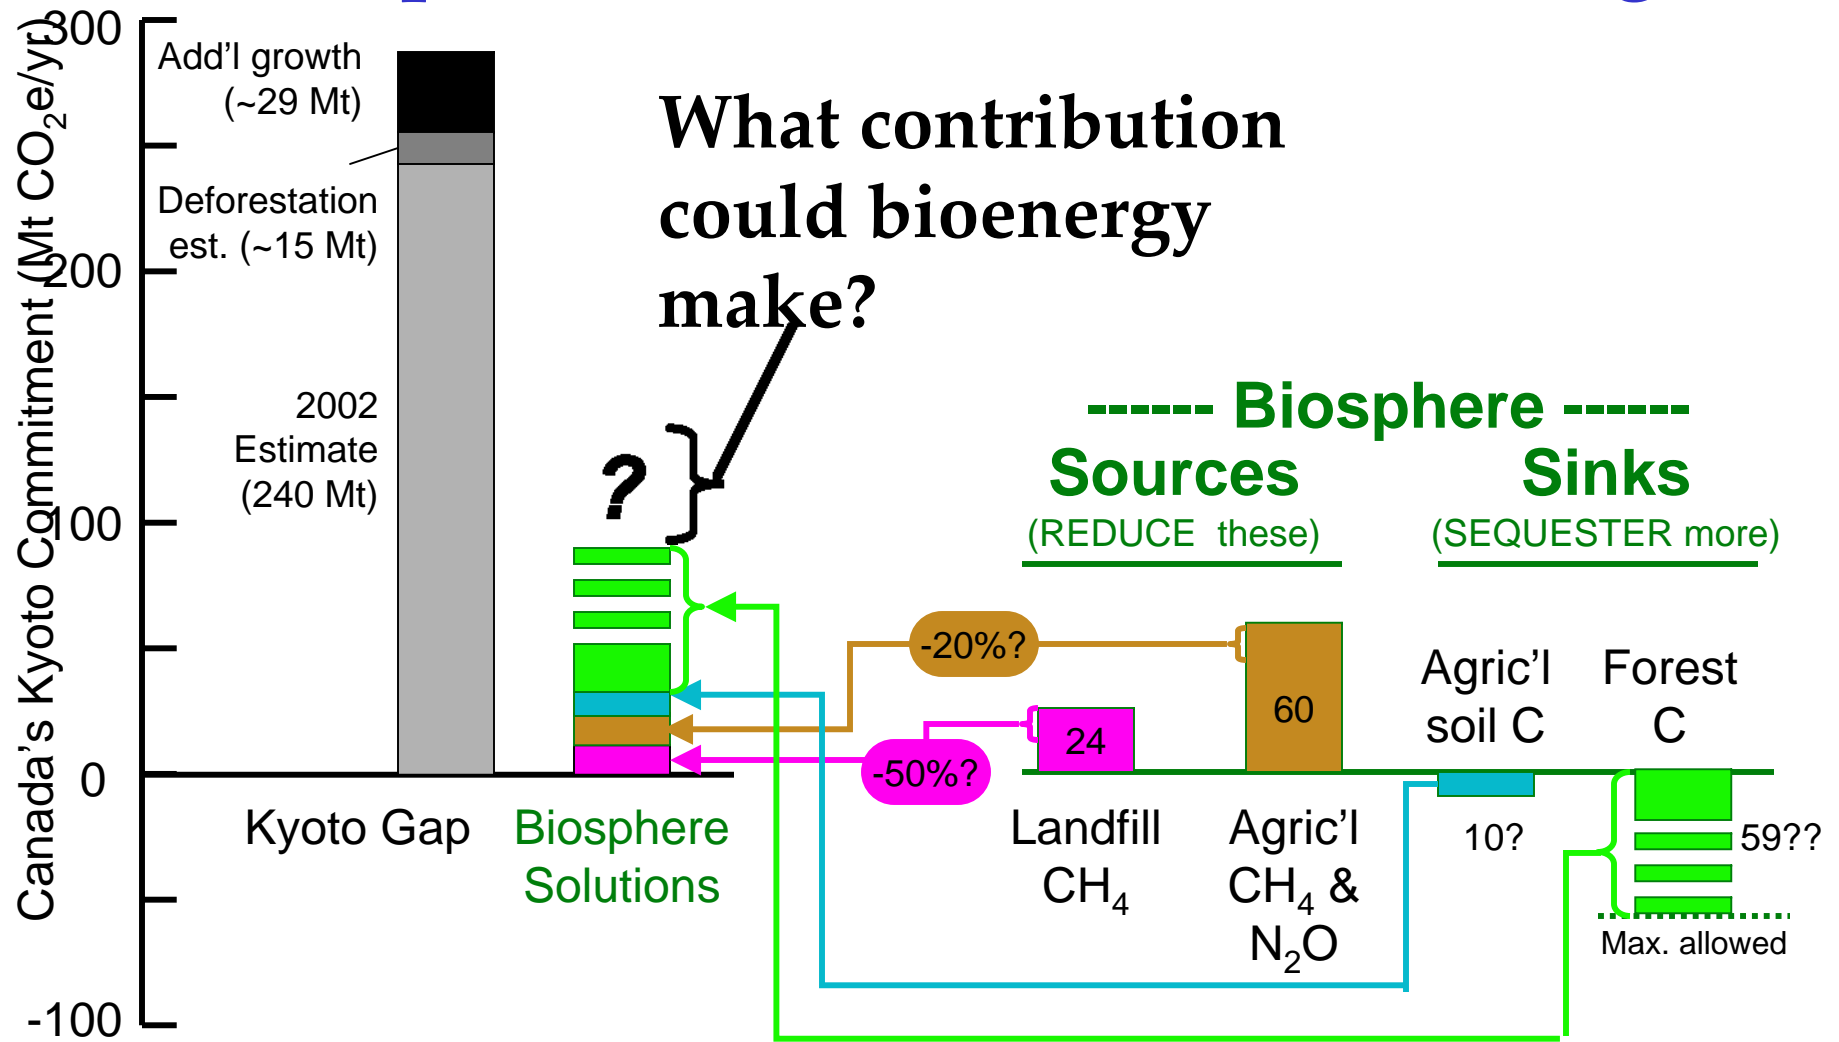 Canada's Kyoto Commitment (Mt CO₂e/yr)
300
200
100
0
-100
Add'l growth
(~29 Mt)
Deforestation
est. (~15 Mt)
2002
Estimate
(240 Mt)
What contribution
could bioenergy
make?
?
------ Biosphere ------
Sources
(REDUCE these)
Sinks
(SEQUESTER more)
-20%?
-50%?
24
60
Agric'l
soil C
Forest
C
10?
59??
Max. allowed
Kyoto Gap
Biosphere
Solutions
Landfill
CH₄
Agric'l
CH₄ &
N₂O